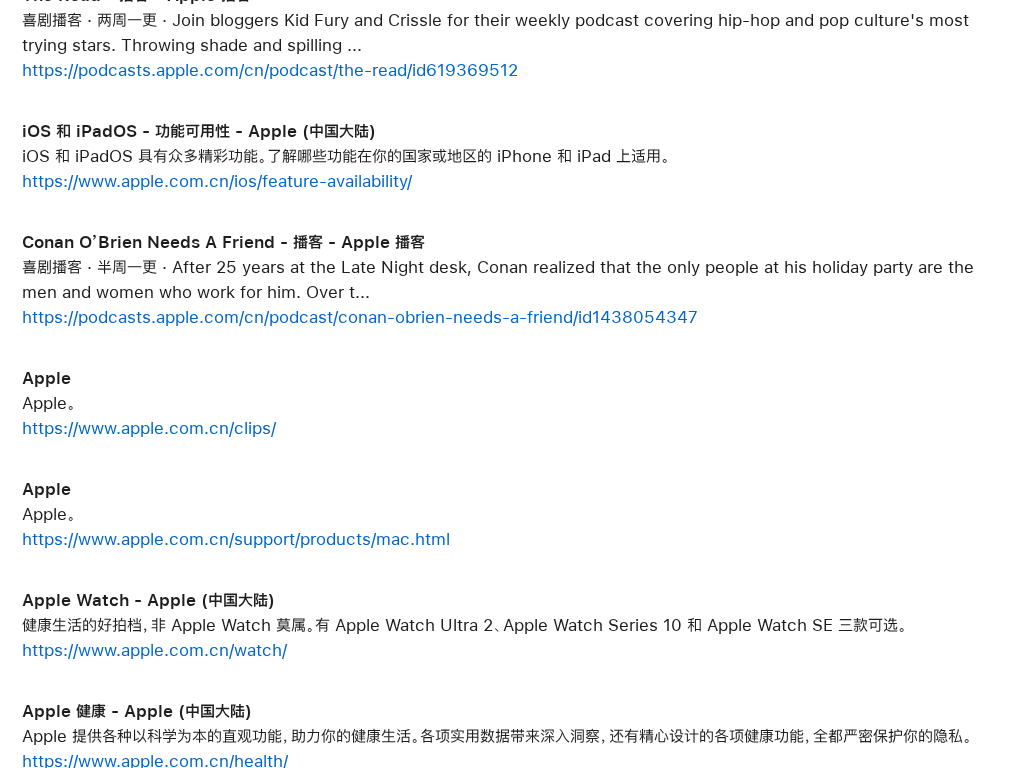 喜剧播客 · 两周一更 · Join bloggers Kid Fury and Crissle for their weekly podcast covering hip-hop and pop culture's most
trying stars. Throwing shade and spilling ...
https://podcasts.apple.com/cn/podcast/the-read/id619369512
iOS 和 iPadOS - 功能可用性 - Apple (中国大陆)
iOS 和 iPadOS 具有众多精彩功能。了解哪些功能在你的国家或地区的 iPhone 和 iPad 上适用。
https://www.apple.com.cn/ios/feature-availability/
Conan O’Brien Needs A Friend - 播客 - Apple 播客
喜剧播客 · 半周一更 · After 25 years at the Late Night desk, Conan realized that the only people at his holiday party are the
men and women who work for him. Over t...
https://podcasts.apple.com/cn/podcast/conan-obrien-needs-a-friend/id1438054347
Apple
Apple。
https://www.apple.com.cn/clips/
Apple
Apple。
https://www.apple.com.cn/support/products/mac.html
Apple Watch - Apple (中国大陆)
健康生活的好拍档，非 Apple Watch 莫属。有 Apple Watch Ultra 2、Apple Watch Series 10 和 Apple Watch SE 三款可选。
https://www.apple.com.cn/watch/
Apple 健康 - Apple (中国大陆)
Apple 提供各种以科学为本的直观功能，助力你的健康生活。各项实用数据带来深入洞察，还有精心设计的各项健康功能，全都严密保护你的隐私。
https://www.apple.com.cn/health/